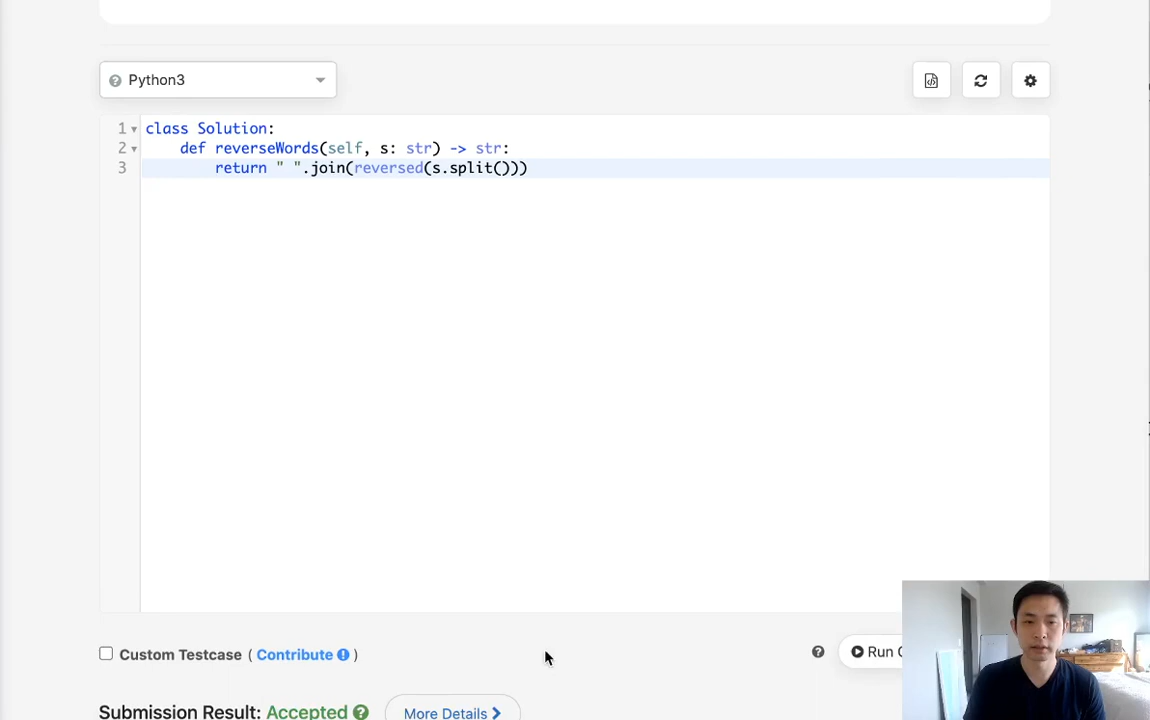 Python3
1 class Solution:
2 def reverseWords(self, s: str) -> str:
3 return " ".join(reversed(s.split()))
Custom Testcase ( Contribute )
Run
Submission Result: Accepted More Details